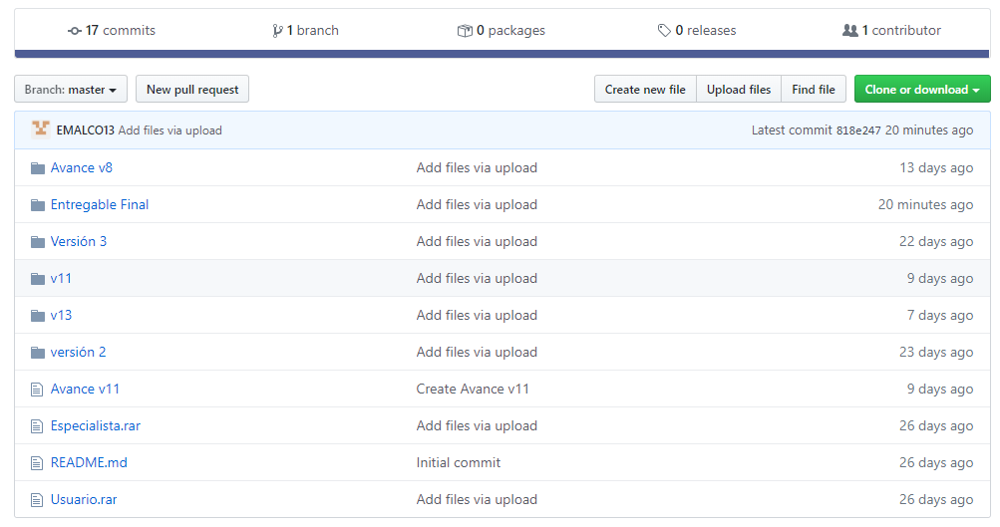 17 commits 1 branch 0 packages 0 releases 1 contributor
Branch: master New pull request Create new file Upload files Find file Clone or download
EMALCO13 Add files via upload Latest commit 818e247 20 minutes ago
Avance v8 Add files via upload 13 days ago
Entregable Final Add files via upload 20 minutes ago
Versión 3 Add files via upload 22 days ago
v11 Add files via upload 9 days ago
v13 Add files via upload 7 days ago
versión 2 Add files via upload 23 days ago
Avance v11 Create Avance v11 9 days ago
Especialista.rar Add files via upload 26 days ago
README.md Initial commit 26 days ago
Usuario.rar Add files via upload 26 days ago